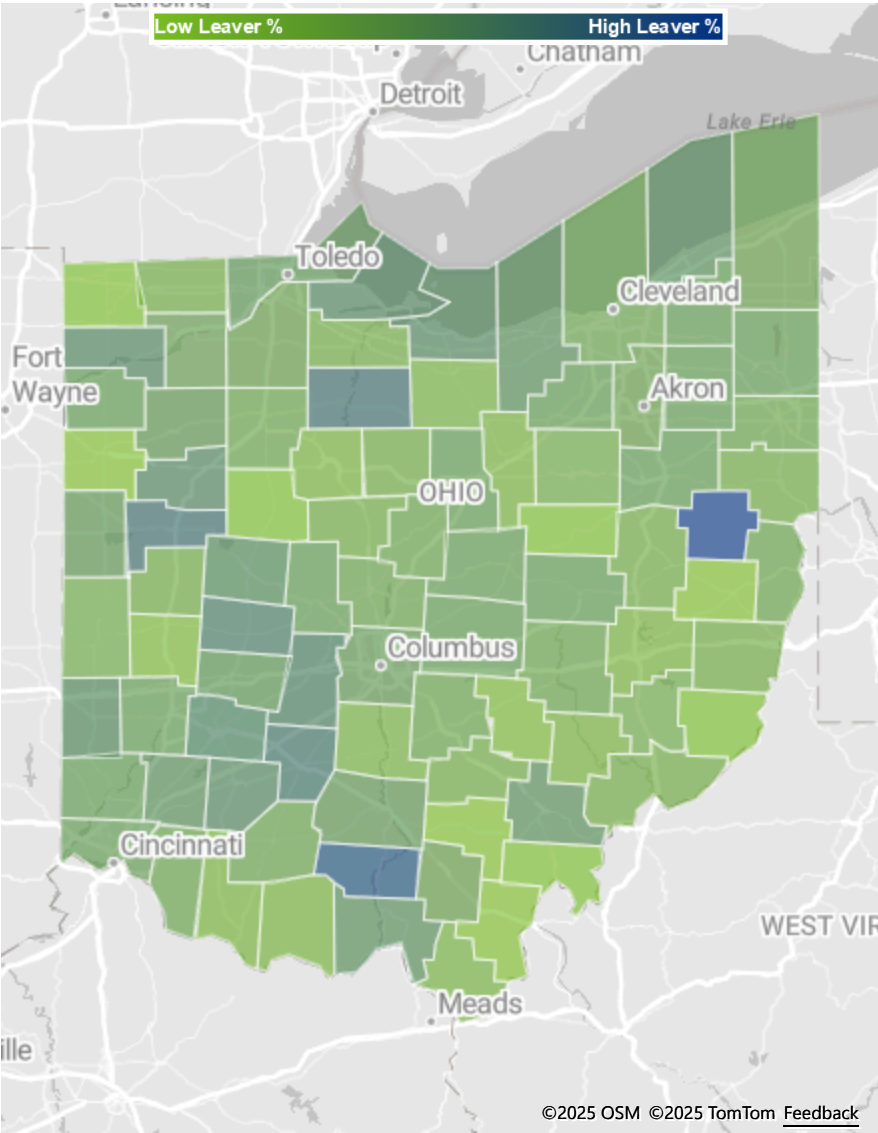 Lansing
Low Leaver %
High Leaver %
Chatham
Detroit
Lake Erie
Toledo
Cleveland
Fort
Wayne
Akron
OHIO
Columbus
Cincinnati
WEST VIR
Meads
ille
©2025 OSM ©2025 TomTom Feedback